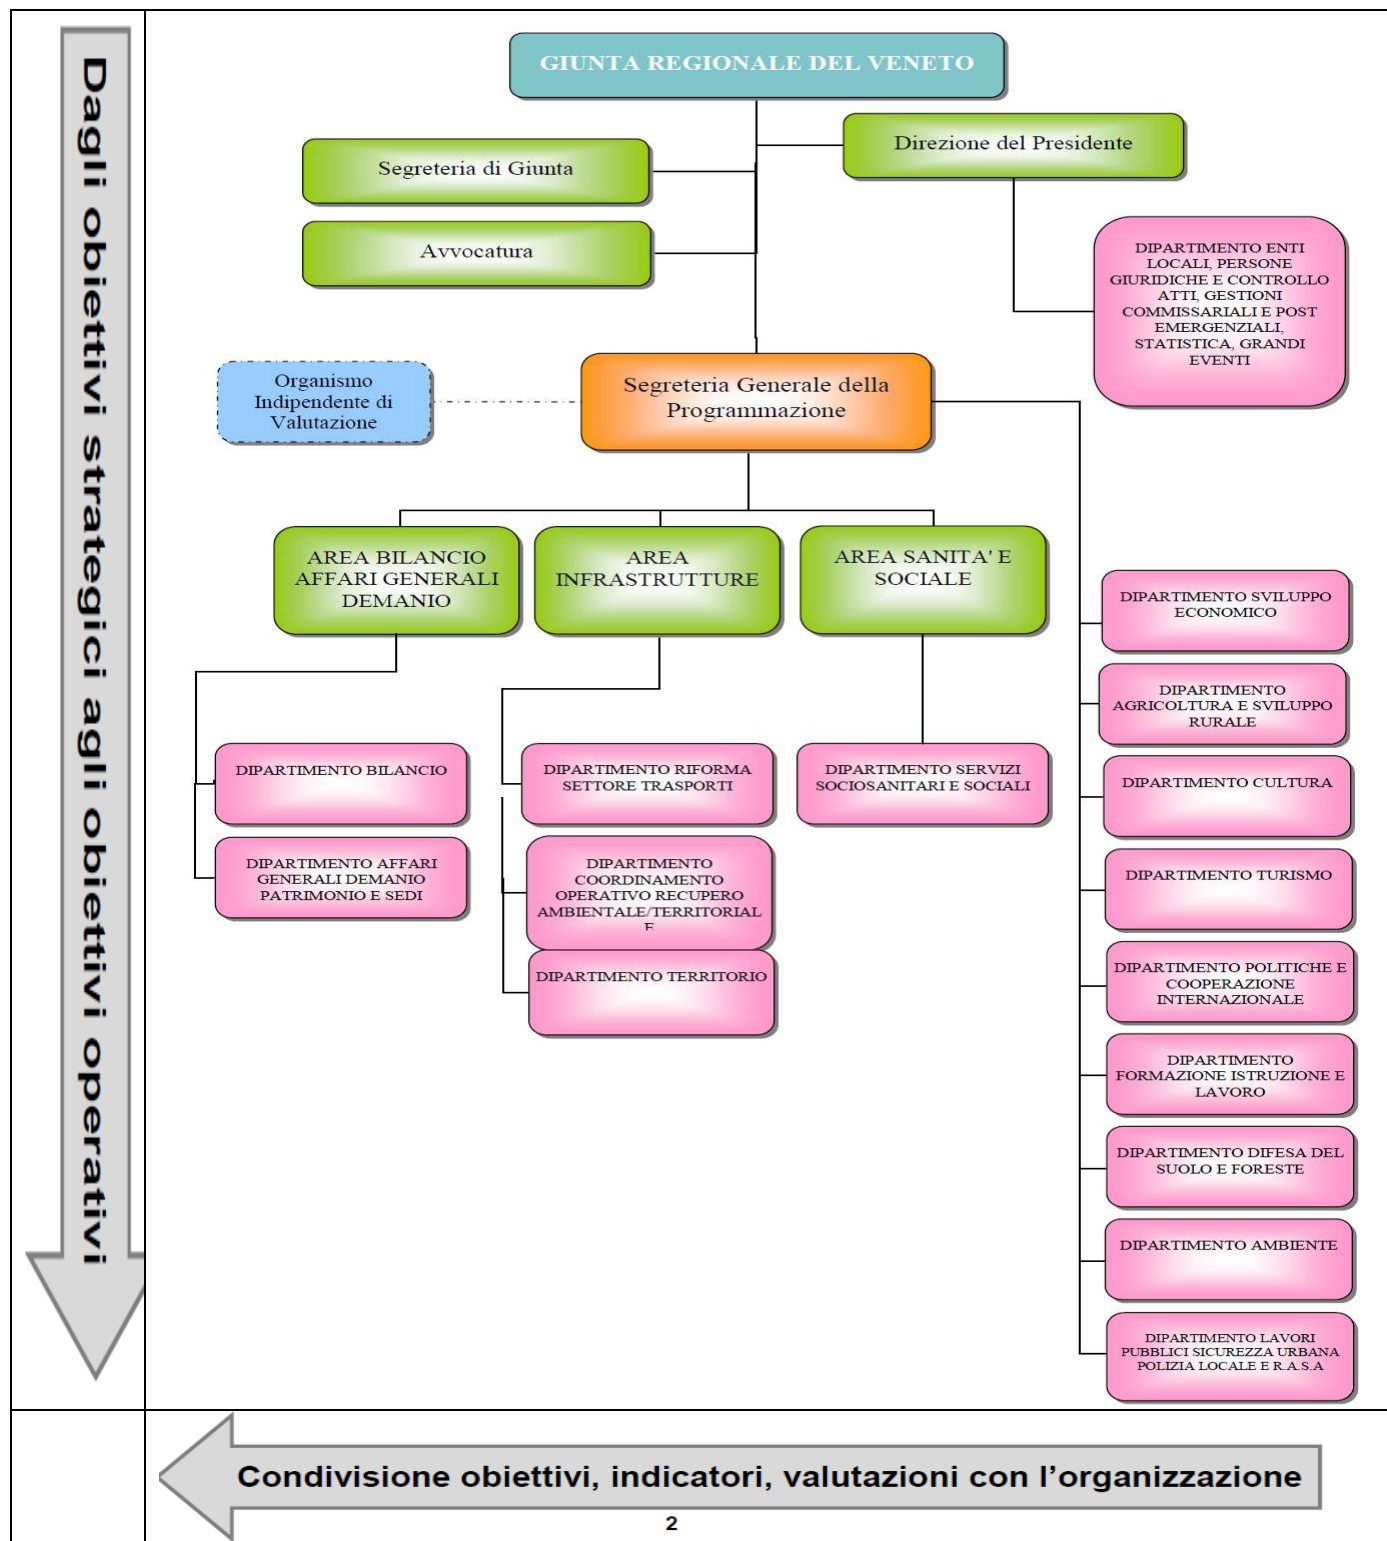 Dagli obiettivi strategici agli obiettivi operativi
GIUNTA REGIONALE DEL VENETO
Direzione del Presidente
Segreteria di Giunta
Avvocatura
DIPARTIMENTO ENTI
LOCALI, PERSONE
GIURIDICHE E CONTROLLO
ATTI, GESTIONI
COMMISSARIALI E POST
EMERGENZIALI,
STATISTICA, GRANDI
EVENTI
Organismo
Indipendente di
Valutazione
Segreteria Generale della
Programmazione
AREA BILANCIO
AFFARI GENERALI
DEMANIO
AREA
INFRASTRUTTURE
AREA SANITA' E
SOCIALE
DIPARTIMENTO BILANCIO
DIPARTIMENTO AFFARI
GENERALI DEMANIO
PATRIMONIO E SEDI
DIPARTIMENTO RIFORMA
SETTORE TRASPORTI
DIPARTIMENTO
COORDINAMENTO
OPERATIVO RECUPERO
AMBIENTALE/TERRITORIAL
E
DIPARTIMENTO TERRITORIO
DIPARTIMENTO SERVIZI
SOCIOSANITARI E SOCIALI
DIPARTIMENTO SVILUPPO
ECONOMICO
DIPARTIMENTO
AGRICOLTURA E SVILUPPO
RURALE
DIPARTIMENTO CULTURA
DIPARTIMENTO TURISMO
DIPARTIMENTO POLITICHE E
COOPERAZIONE
INTERNAZIONALE
DIPARTIMENTO
FORMAZIONE ISTRUZIONE E
LAVORO
DIPARTIMENTO DIFESA DEL
SUOLO E FORESTE
DIPARTIMENTO AMBIENTE
DIPARTIMENTO LAVORI
PUBBLICI SICUREZZA URBANA
POLIZIA LOCALE E R.A.S.A
Condivisione obiettivi, indicatori, valutazioni con l'organizzazione
2